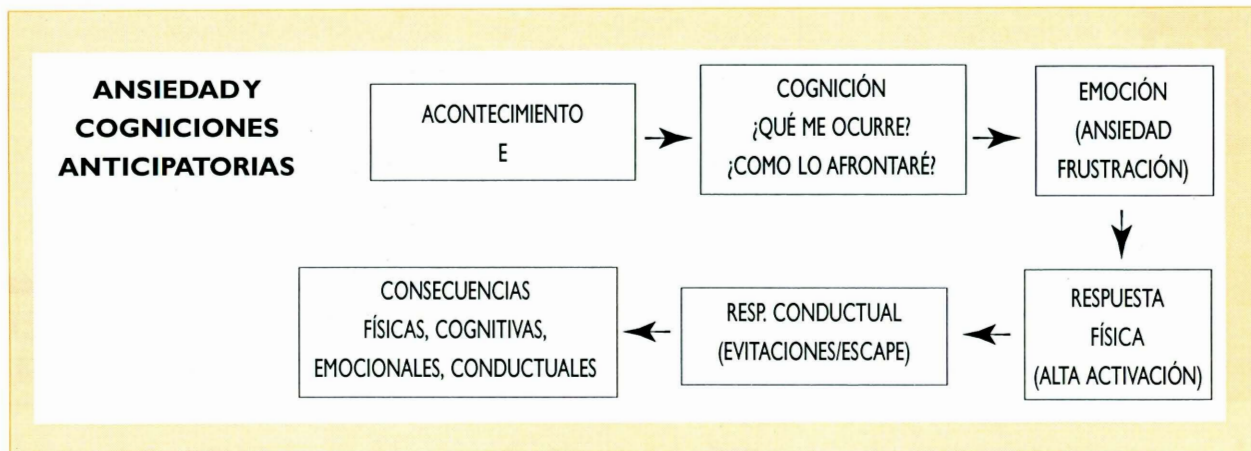 ANSIEDAD Y
COGNICIONES
ANTICIPATORIAS
ACONTECIMIENTO
E
COGNICIÓN
¿QUÉ ME OCURRE?
¿COMO LO AFRONTARÉ?
EMOCIÓN
(ANSIEDAD
FRUSTRACIÓN)
RESPUESTA
FÍSICA
(ALTA ACTIVACIÓN)
RESP. CONDUCTUAL
(EVITACIONES/ESCAPE)
CONSECUENCIAS
FÍSICAS, COGNITIVAS,
EMOCIONALES, CONDUCTUALES